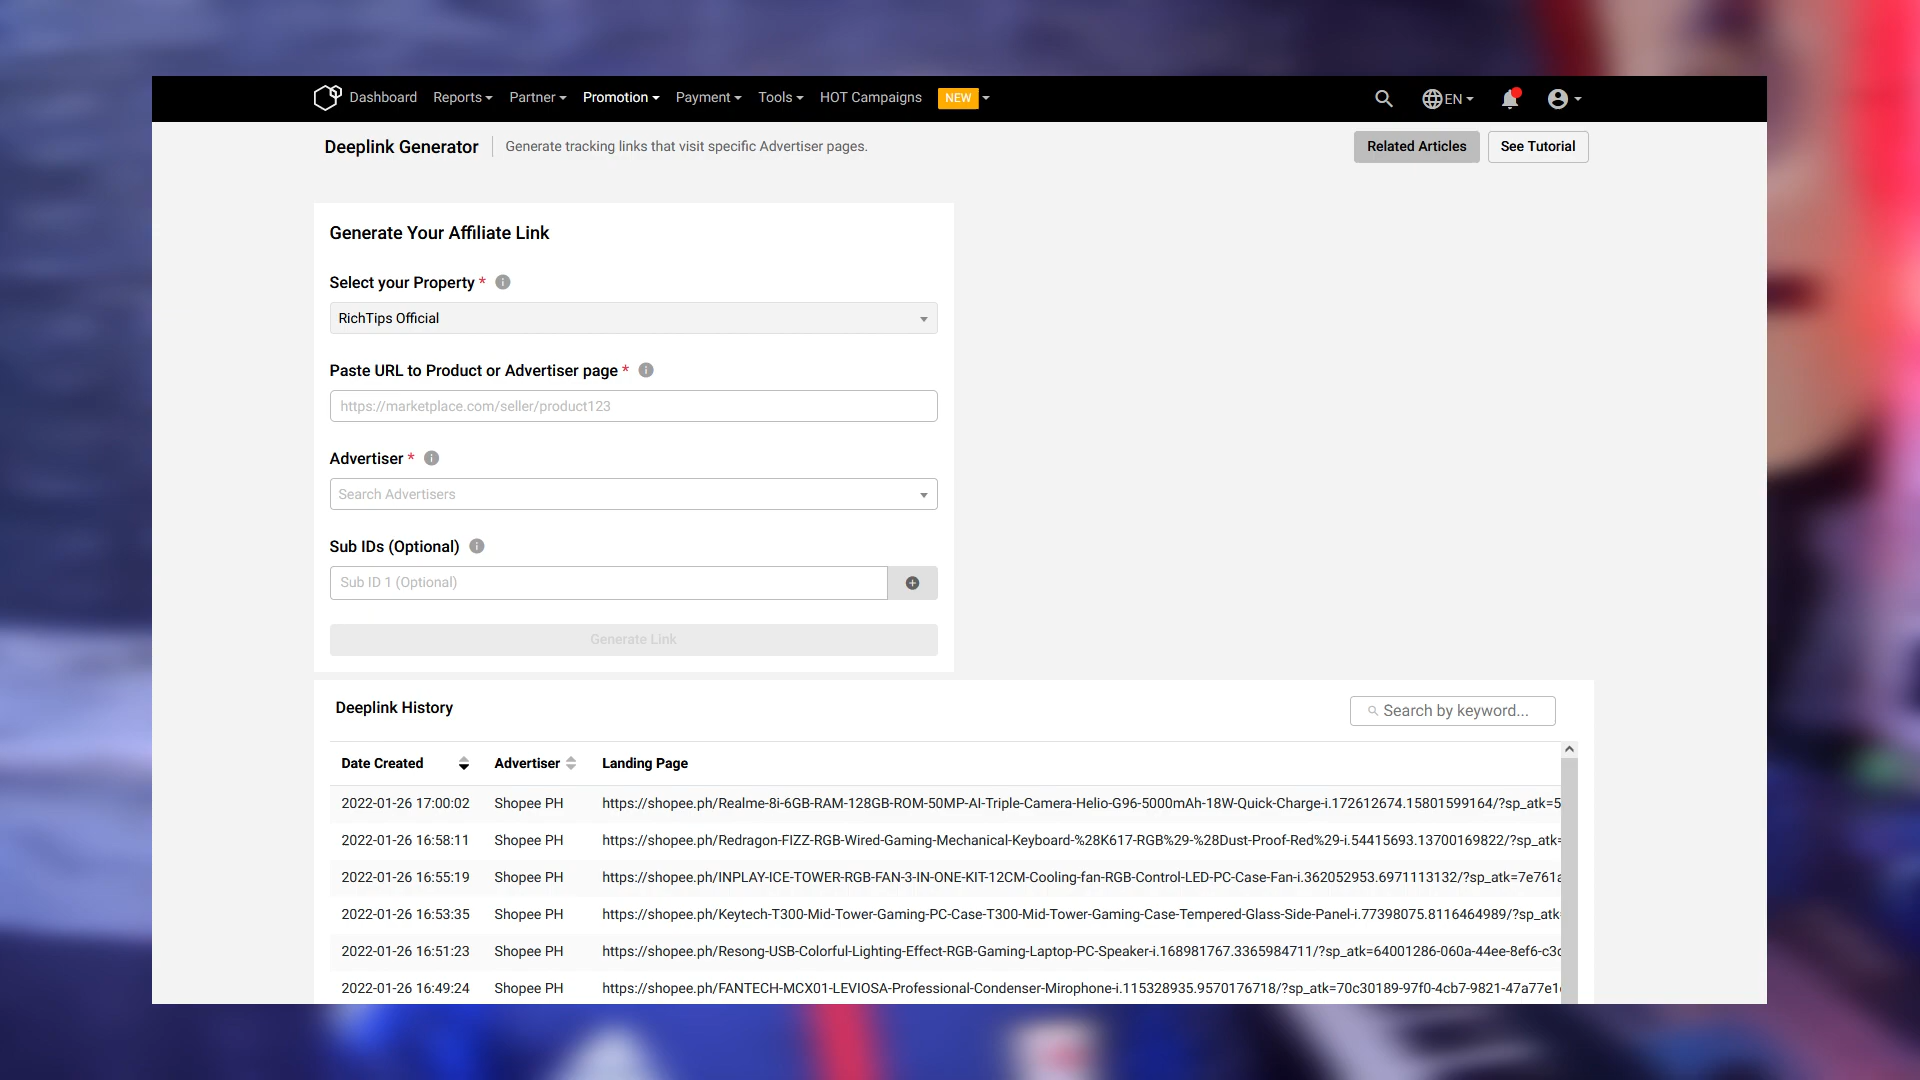 Dashboard Reports Partner Promotion Payment Tools HOT Campaigns NEW EN
Deeplink Generator Generate tracking links that visit specific Advertiser pages. Related Articles See Tutorial
Generate Your Affiliate Link
Select your Property *
RichTips Official
Paste URL to Product or Advertiser page *
https://marketplace.com/seller/product123
Advertiser *
Search Advertisers
Sub IDs (Optional)
Sub ID 1 (Optional)
Generate Link
Deeplink History Search by keyword...
Date Created Advertiser Landing Page
2022-01-26 17:00:02 Shopee PH https://shopee.ph/Realme-8i-6GB-RAM-128GB-ROM-50MP-AI-Triple-Camera-Helio-G96-5000mAh-18W-Quick-Charge-i.172612674.15801599164/?sp_atk=5
2022-01-26 16:58:11 Shopee PH https://shopee.ph/Redragon-FIZZ-RGB-Wired-Gaming-Mechanical-Keyboard-%28K617-RGB%29-%28Dust-Proof-Red%29-i.54415693.13700169822/?sp_atk=
2022-01-26 16:55:19 Shopee PH https://shopee.ph/INPLAY-ICE-TOWER-RGB-FAN-3-IN-ONE-KIT-12CM-Cooling-fan-RGB-Control-LED-PC-Case-Fan-i.362052953.6971113132/?sp_atk=7e761a
2022-01-26 16:53:35 Shopee PH https://shopee.ph/Keytech-T300-Mid-Tower-Gaming-PC-Case-T300-Mid-Tower-Gaming-Case-Tempered-Glass-Side-Panel-i.77398075.8116464989/?sp_atk
2022-01-26 16:51:23 Shopee PH https://shopee.ph/Resong-USB-Colorful-Lighting-Effect-RGB-Gaming-Laptop-PC-Speaker-i.168981767.3365984711/?sp_atk=64001286-060a-44ee-8ef6-c3c
2022-01-26 16:49:24 Shopee PH https://shopee.ph/FANTECH-MCX01-LEVIOSA-Professional-Condenser-Mirophone-i.115328935.9570176718/?sp_atk=70c30189-97f0-4cb7-9821-47a77e1